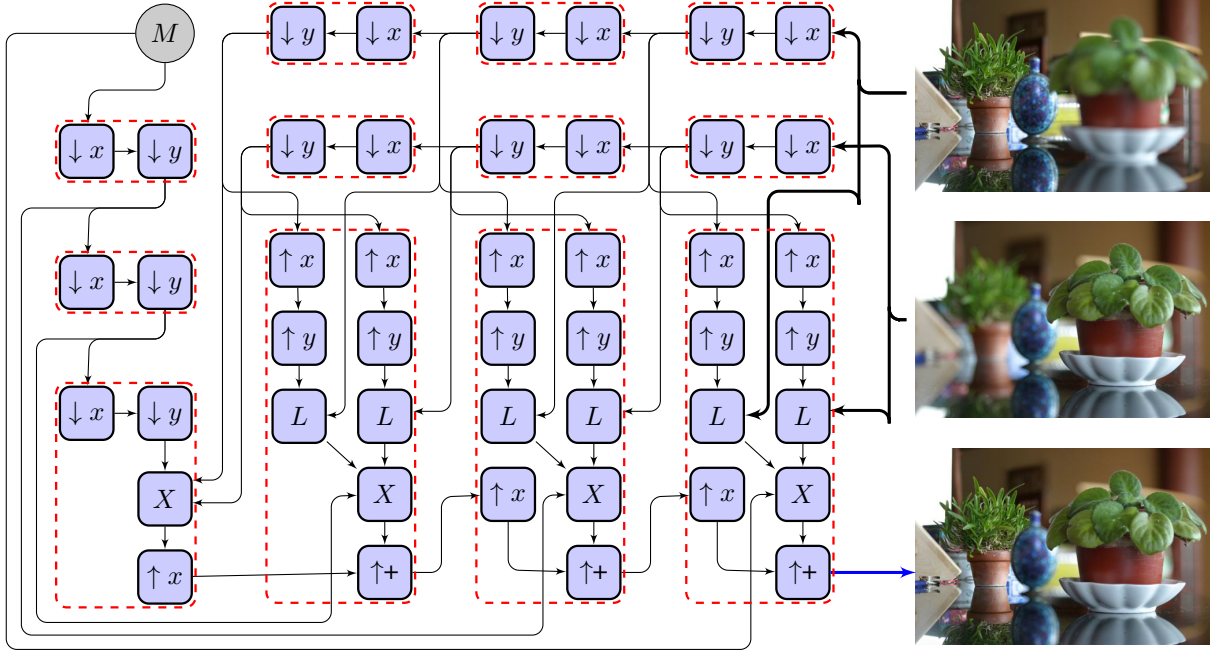 M
↓ y ↓ x ↓ y ↓ x ↓ y ↓ x
↓ x ↓ y ↓ y ↓ x ↓ y ↓ x ↓ y ↓ x
↓ x ↓ y ↑ x ↑ x ↑ x ↑ x ↑ x ↑ x
↑ y ↑ y ↑ y ↑ y ↑ y ↑ y
↓ x ↓ y L L L L L L
X X ↑ x X ↑ x X
↑ x ↑+ ↑+ ↑+